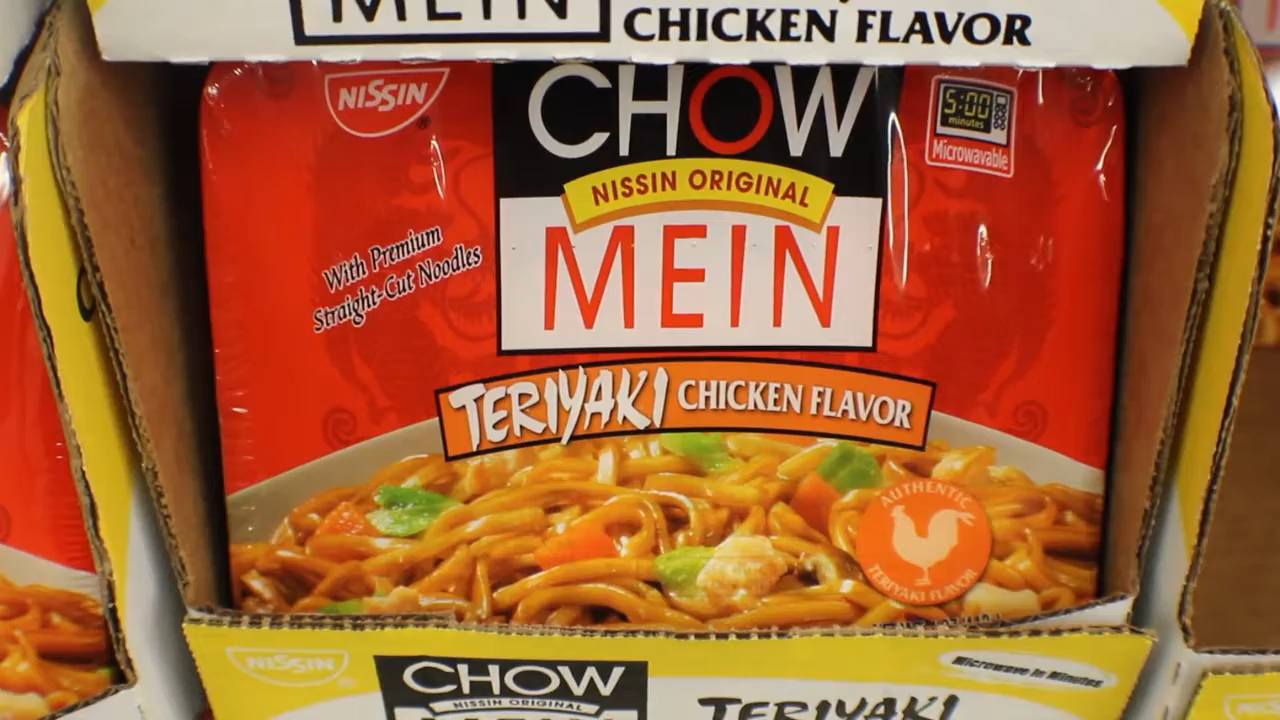 MEIN
CHICKEN FLAVOR
NISSIN
CHOW
5:00
minutes
Microwavable
NISSIN ORIGINAL
MEIN
With Premium
Straight-Cut Noodles
TERIYAKI CHICKEN FLAVOR
AUTHENTIC
TERIYAKI FLAVOR
NISSIN
CHOW
NISSIN ORIGINAL
MEIN
TERIYAKI
Microwave in Minutes